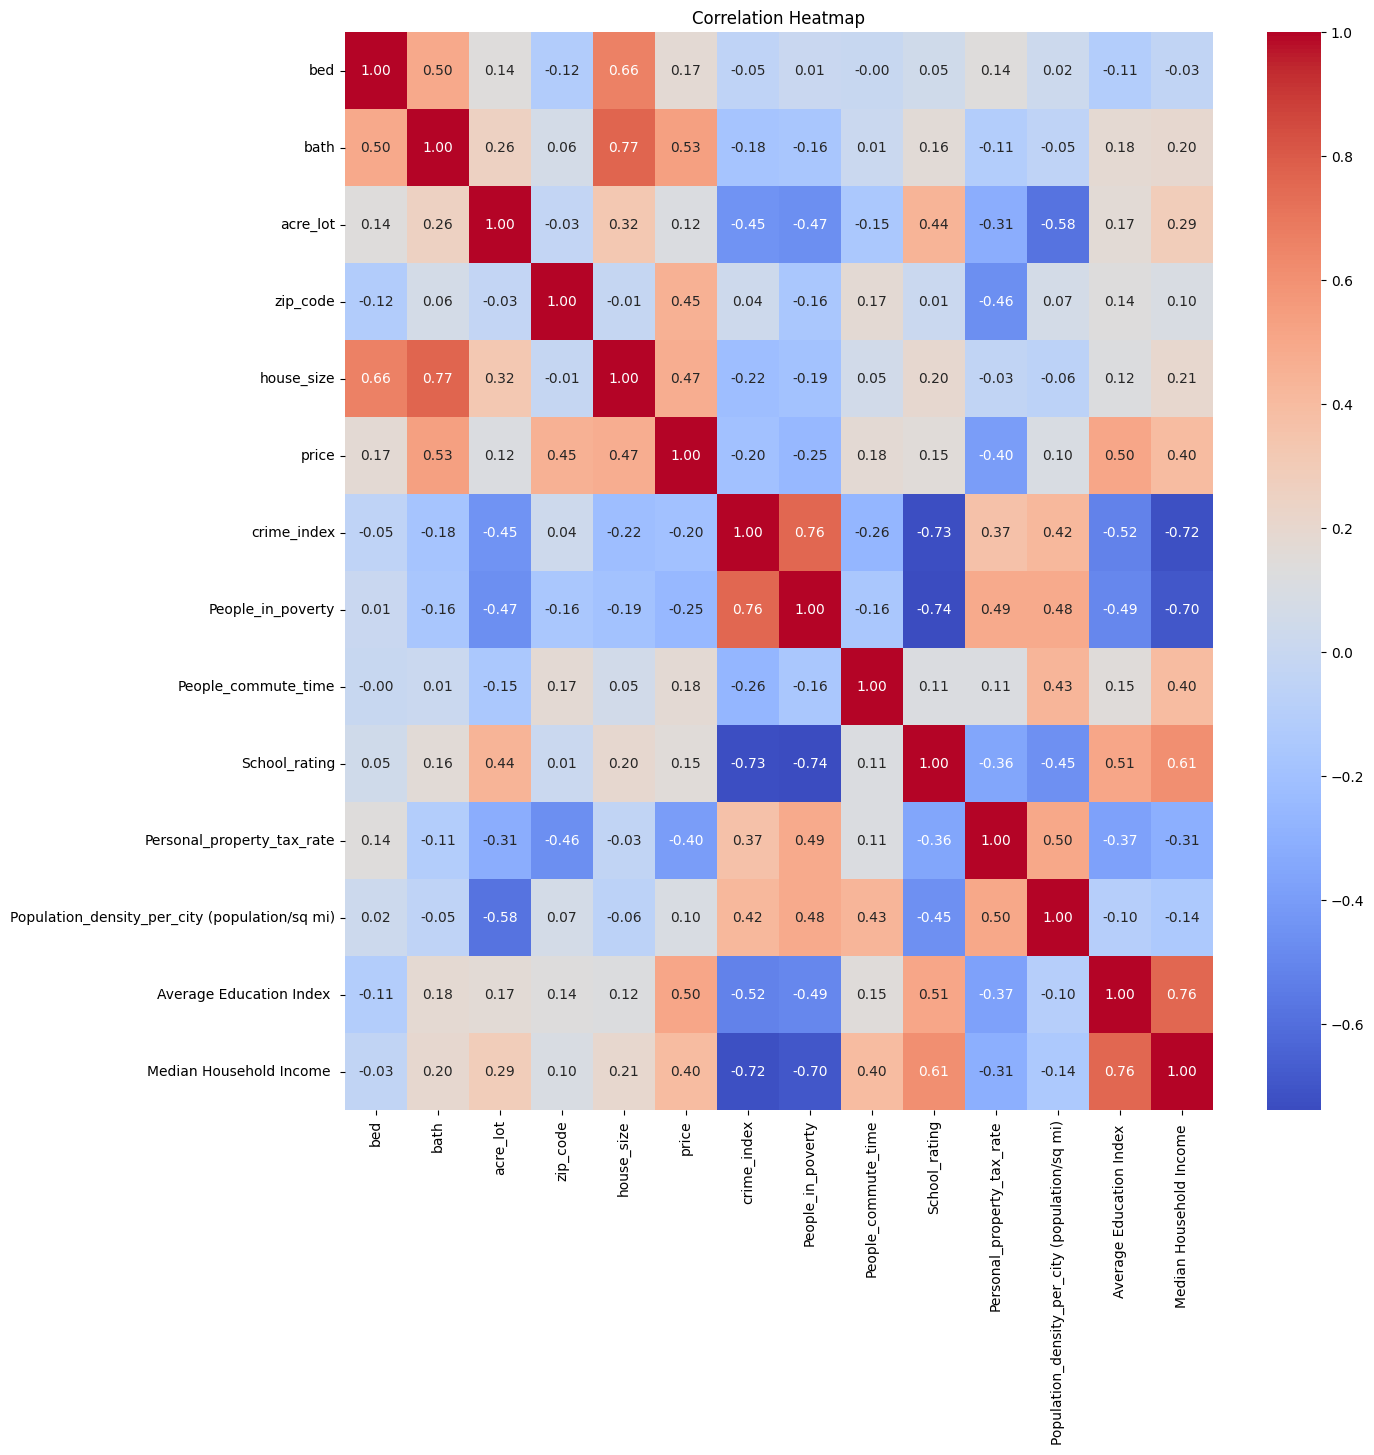 Correlation Heatmap
bed 1.00 0.50 0.14 -0.12 0.66 0.17 -0.05 0.01 -0.00 0.05 0.14 0.02 -0.11 -0.03
bath 0.50 1.00 0.26 0.06 0.77 0.53 -0.18 -0.16 0.01 0.16 -0.11 -0.05 0.18 0.20
acre_lot 0.14 0.26 1.00 -0.03 0.32 0.12 -0.45 -0.47 -0.15 0.44 -0.31 -0.58 0.17 0.29
zip_code -0.12 0.06 -0.03 1.00 -0.01 0.45 0.04 -0.16 0.17 0.01 -0.46 0.07 0.14 0.10
house_size 0.66 0.77 0.32 -0.01 1.00 0.47 -0.22 -0.19 0.05 0.20 -0.03 -0.06 0.12 0.21
price 0.17 0.53 0.12 0.45 0.47 1.00 -0.20 -0.25 0.18 0.15 -0.40 0.10 0.50 0.40
crime_index -0.05 -0.18 -0.45 0.04 -0.22 -0.20 1.00 0.76 -0.26 -0.73 0.37 0.42 -0.52 -0.72
People_in_poverty 0.01 -0.16 -0.47 -0.16 -0.19 -0.25 0.76 1.00 -0.16 -0.74 0.49 0.48 -0.49 -0.70
People_commute_time -0.00 0.01 -0.15 0.17 0.05 0.18 -0.26 -0.16 1.00 0.11 0.11 0.43 0.15 0.40
School_rating 0.05 0.16 0.44 0.01 0.20 0.15 -0.73 -0.74 0.11 1.00 -0.36 -0.45 0.51 0.61
Personal_property_tax_rate 0.14 -0.11 -0.31 -0.46 -0.03 -0.40 0.37 0.49 0.11 -0.36 1.00 0.50 -0.37 -0.31
Population_density_per_city (population/sq mi) 0.02 -0.05 -0.58 0.07 -0.06 0.10 0.42 0.48 0.43 -0.45 0.50 1.00 -0.10 -0.14
Average Education Index -0.11 0.18 0.17 0.14 0.12 0.50 -0.52 -0.49 0.15 0.51 -0.37 -0.10 1.00 0.76
Median Household Income -0.03 0.20 0.29 0.10 0.21 0.40 -0.72 -0.70 0.40 0.61 -0.31 -0.14 0.76 1.00
bed
bath
acre_lot
zip_code
house_size
price
crime_index
People_in_poverty
People_commute_time
School_rating
Personal_property_tax_rate
Population_density_per_city (population/sq mi)
Average Education Index
Median Household Income
1.0
0.8
0.6
0.4
0.2
0.0
−0.2
−0.4
−0.6